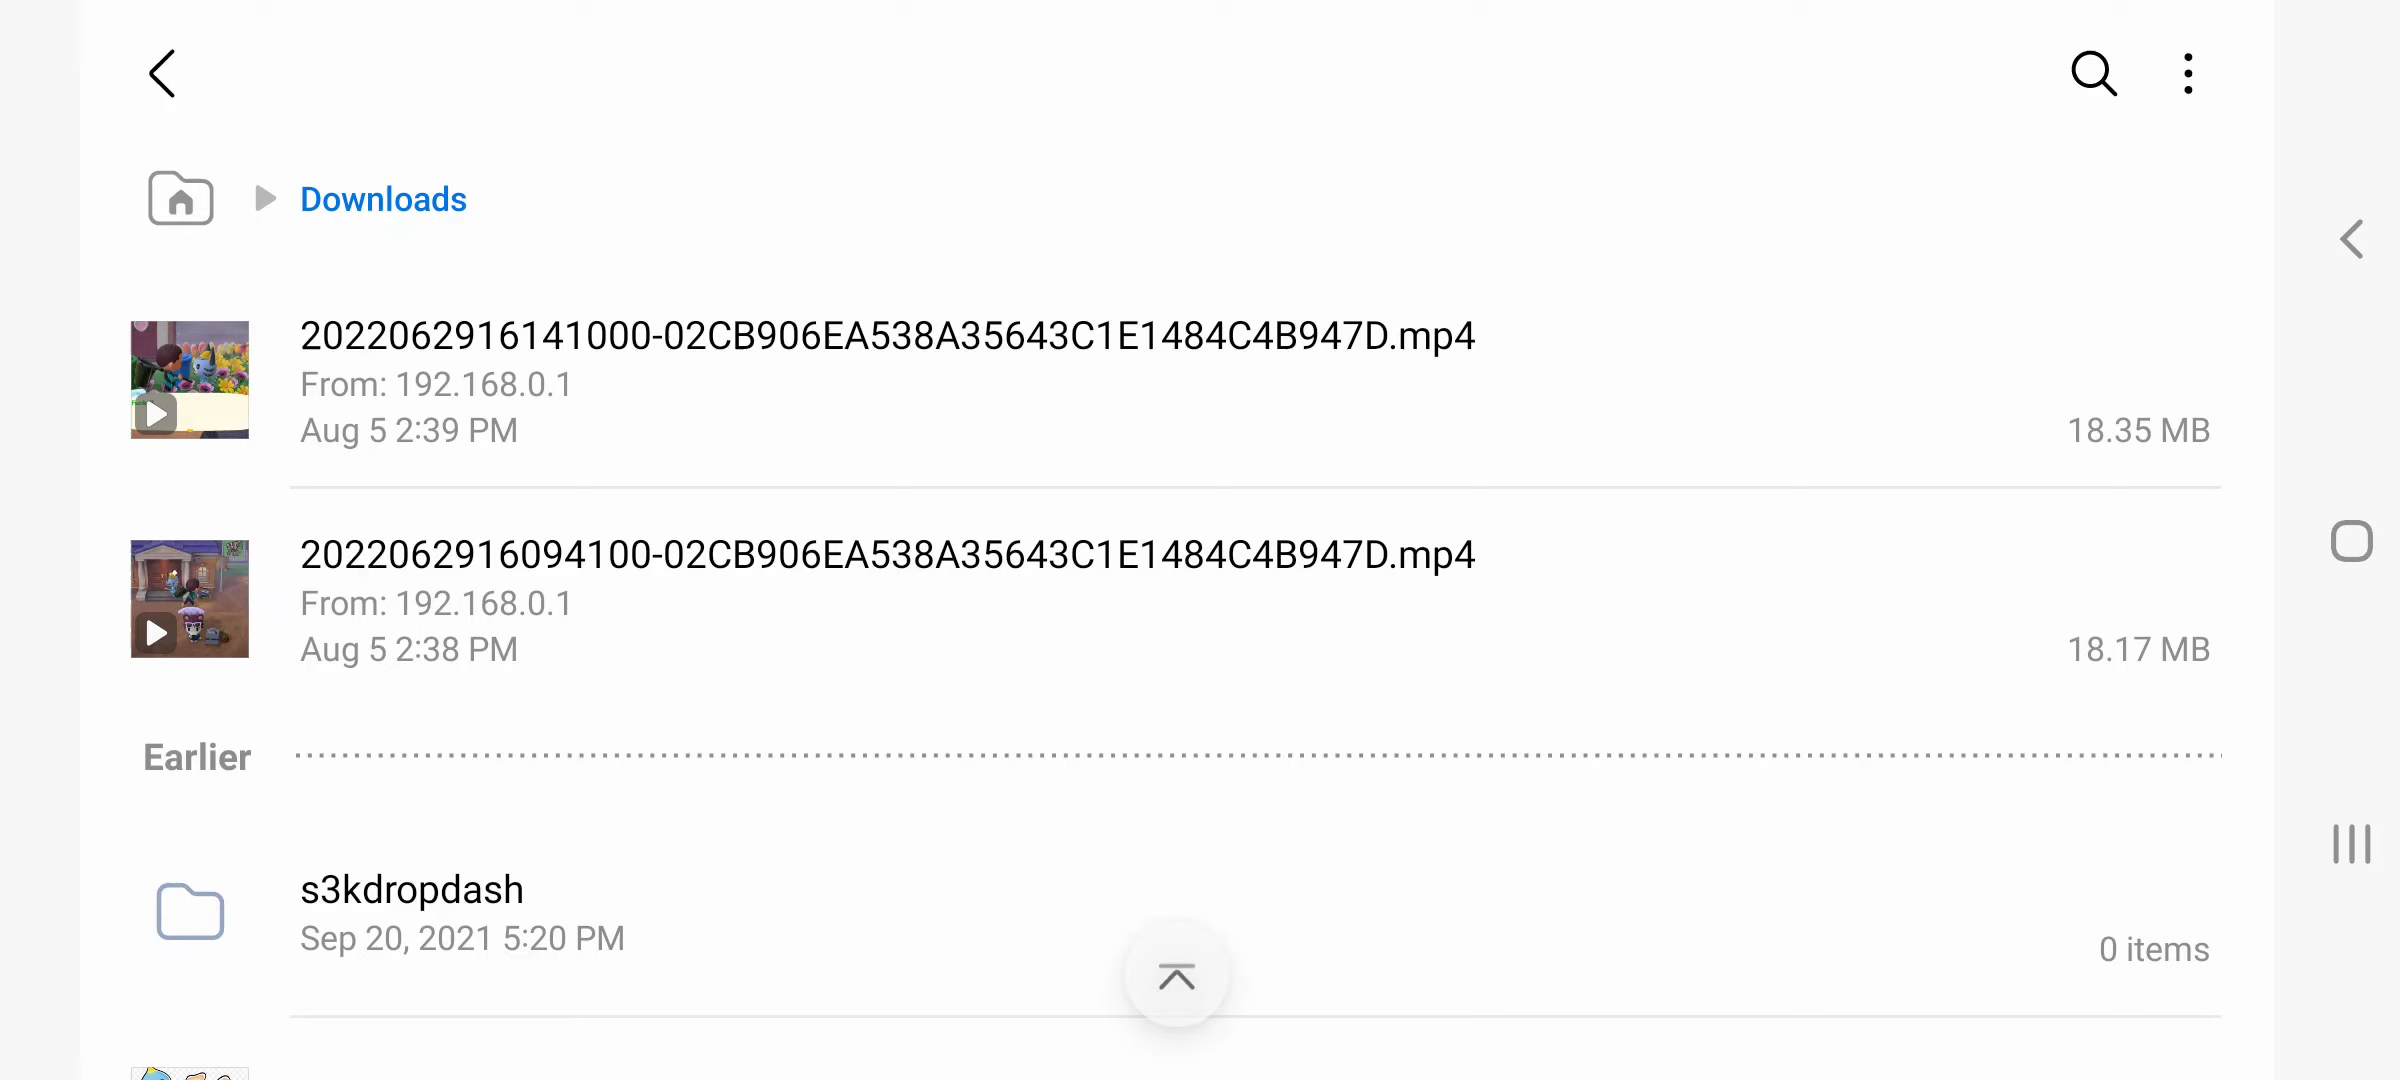 Downloads
2022062916141000-02CB906EA538A35643C1E1484C4B947D.mp4
From: 192.168.0.1
Aug 5 2:39 PM
18.35 MB
2022062916094100-02CB906EA538A35643C1E1484C4B947D.mp4
From: 192.168.0.1
Aug 5 2:38 PM
18.17 MB
Earlier
s3kdropdash
Sep 20, 2021 5:20 PM
0 items